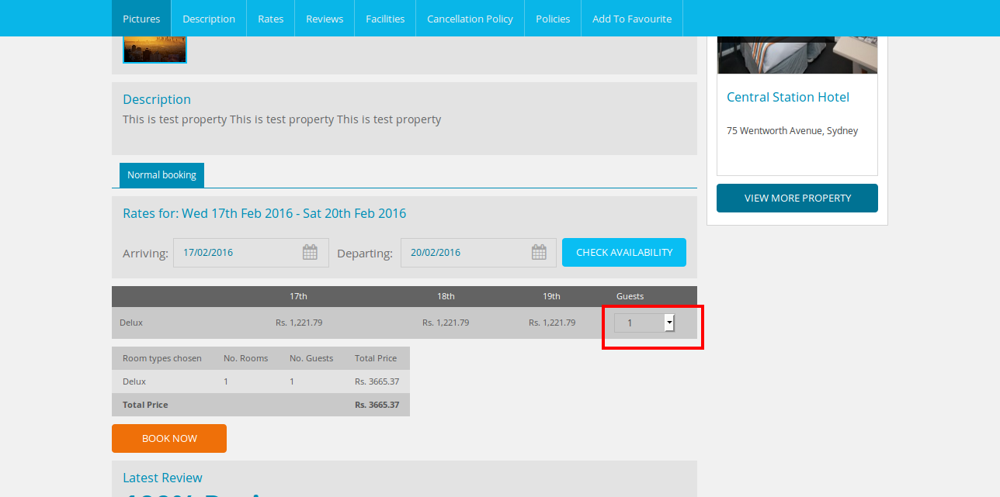 Pictures Description Rates Reviews Facilities Cancellation Policy Policies Add To Favourite
Description
This is test property This is test property This is test property
Central Station Hotel
75 Wentworth Avenue, Sydney
VIEW MORE PROPERTY
Normal booking
Rates for: Wed 17th Feb 2016 - Sat 20th Feb 2016
Arriving: 17/02/2016 Departing: 20/02/2016 CHECK AVAILABILITY
17th 18th 19th Guests
Delux Rs. 1,221.79 Rs. 1,221.79 Rs. 1,221.79 1
Room types chosen No. Rooms No. Guests Total Price
Delux 1 1 Rs. 3665.37
Total Price Rs. 3665.37
BOOK NOW
Latest Review